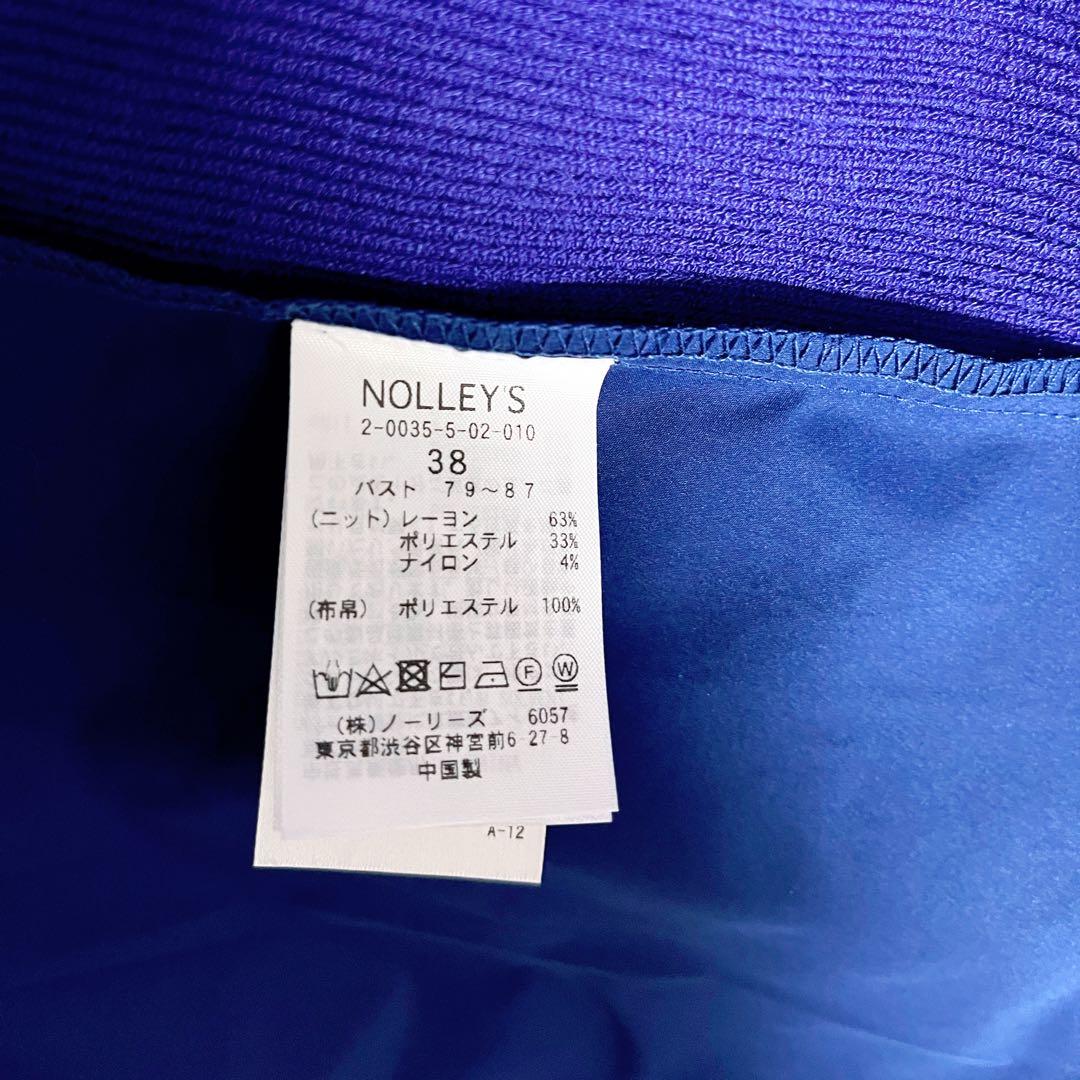 NOLLEY'S
2-0035-5-02-010
38
バスト 79～87
(ニット) レーヨン 63%
ポリエステル 33%
ナイロン 4%
(布帛) ポリエステル 100%
F W
(株)ノーリーズ 6057
東京都渋谷区神宮前6-27-8
中国製
A-12